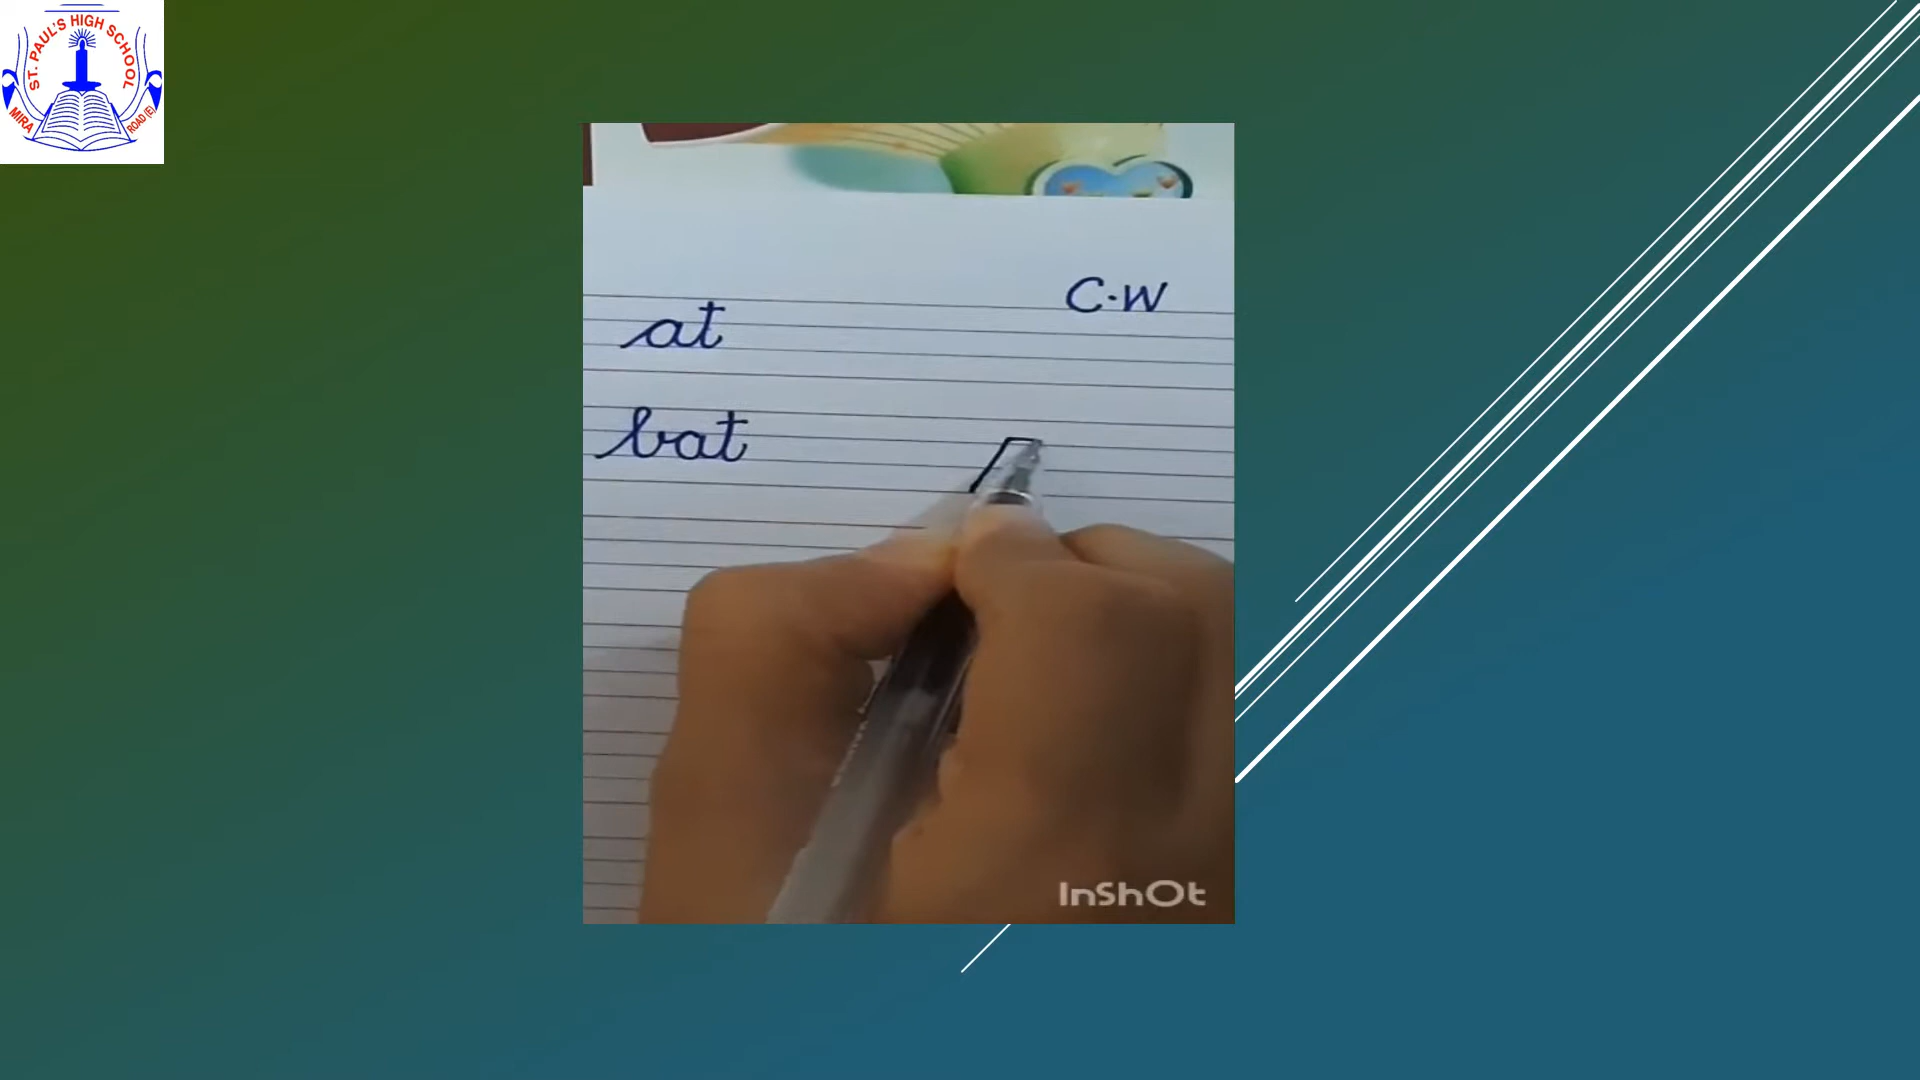 ST. PAUL'S HIGH SCHOOL
MIRA ROAD (E)
C.W
at
bat
InShOt